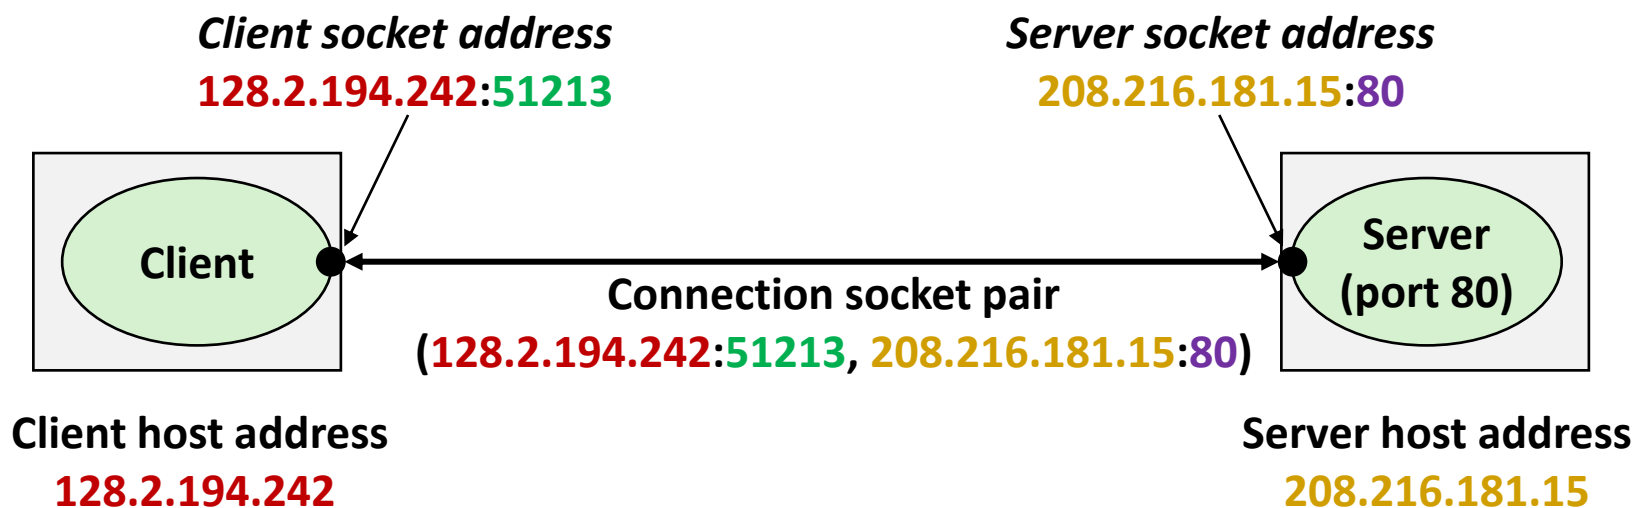 Client socket address
128.2.194.242:51213
Server socket address
208.216.181.15:80
Client
Server
(port 80)
Connection socket pair
(128.2.194.242:51213, 208.216.181.15:80)
Client host address
128.2.194.242
Server host address
208.216.181.15